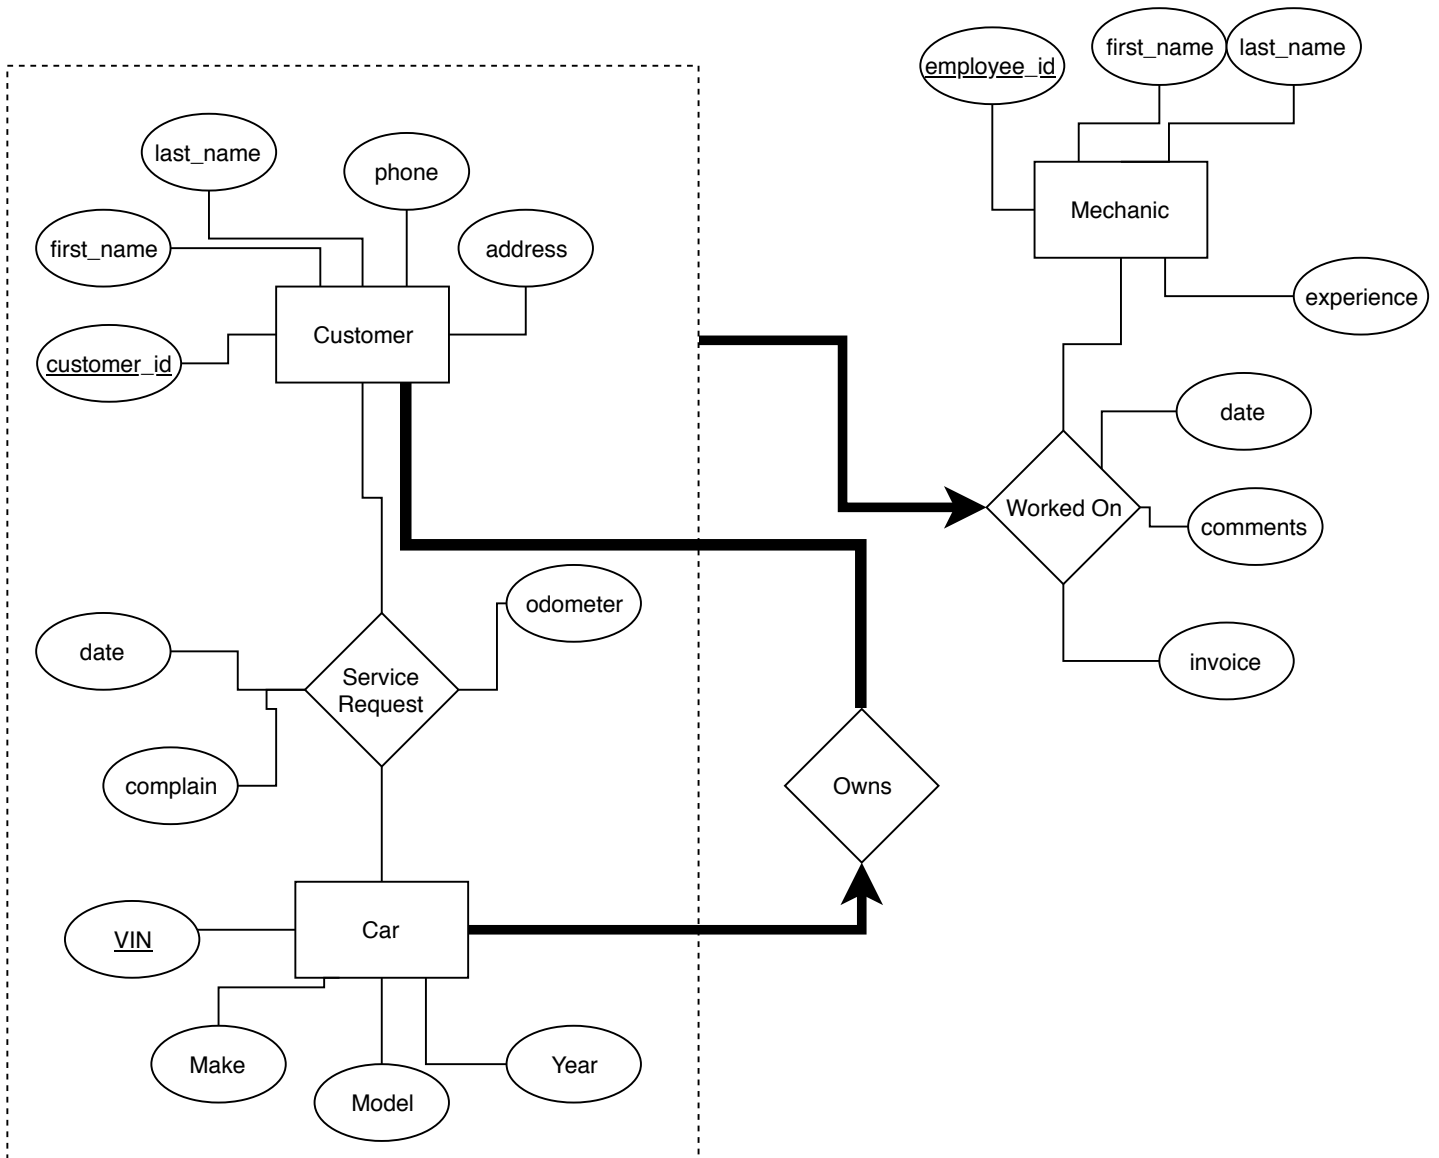 employee_id
first_name
last_name
Mechanic
experience
last_name
phone
first_name
address
Customer
customer_id
date
Worked On
comments
invoice
odometer
date
Service
Request
complain
Owns
Car
VIN
Make
Model
Year